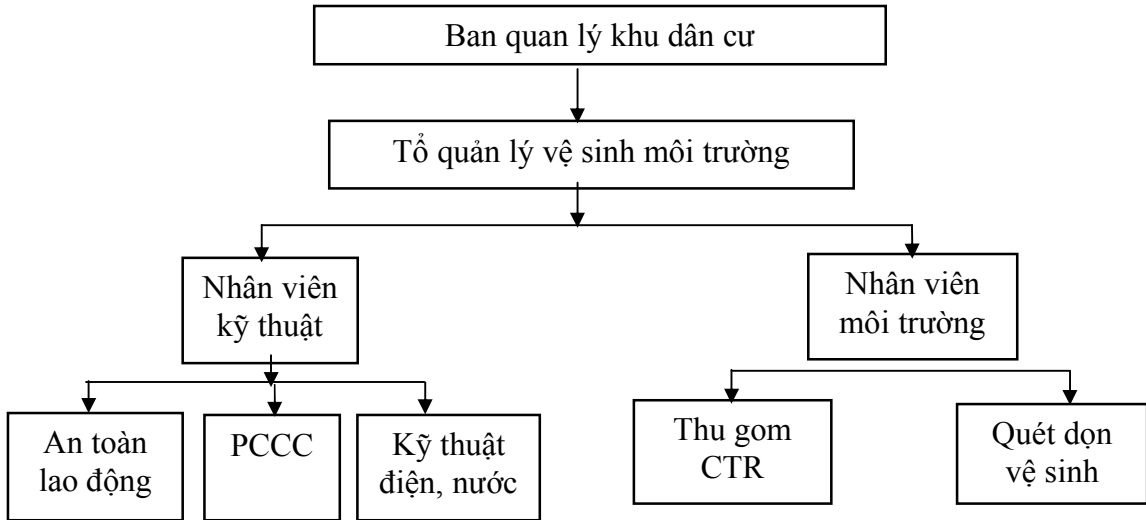 Ban quan lý khu dân cư
Tổ quản lý vệ sinh môi trường
Nhân viên
kỹ thuật
Nhân viên
môi trường
An toàn
lao động
PCCC
Kỹ thuật
điện, nước
Thu gom
CTR
Quét dọn
vệ sinh